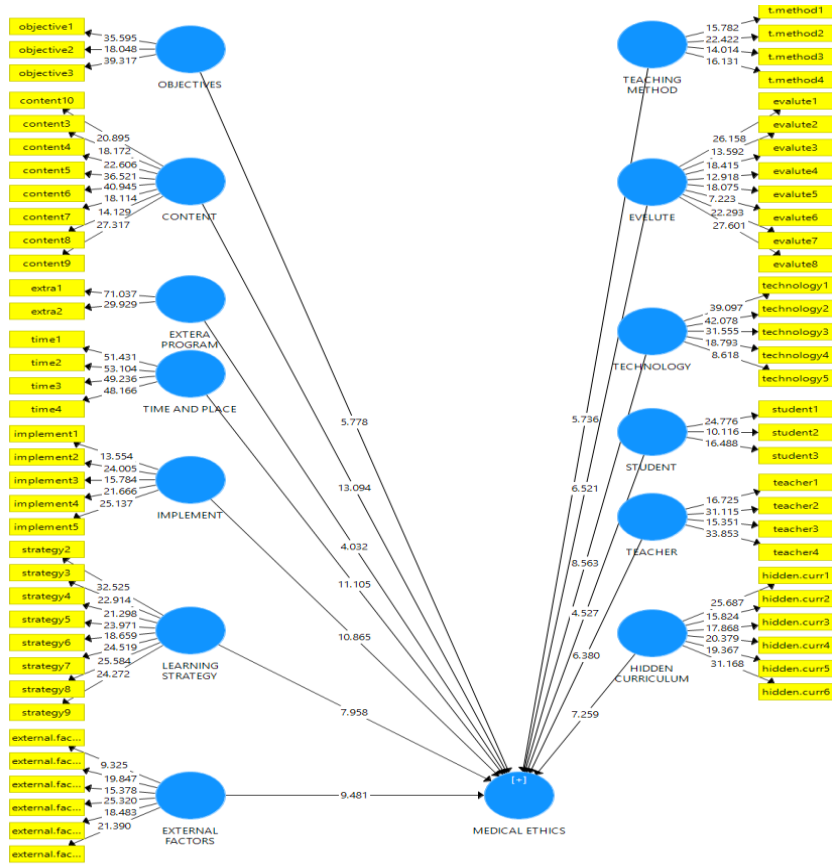 objective1
objective2
objective3
35.595
18.048
39.317
OBJECTIVES
content10
content3
content4
content5
content6
content7
content8
content9
20.895
18.172
22.606
36.521
40.945
18.114
14.129
27.317
CONTENT
extra1
extra2
71.037
29.929
EXTERA
PROGRAM
time1
time2
time3
time4
51.431
53.104
49.236
48.166
TIME AND PLACE
implement1
implement2
implement3
implement4
implement5
13.554
24.005
15.784
21.666
25.137
IMPLEMENT
strategy2
strategy3
strategy4
strategy5
strategy6
strategy7
strategy8
strategy9
32.525
22.914
21.298
23.971
18.659
24.519
25.584
24.272
LEARNING
STRATEGY
external.fac...
external.fac...
external.fac...
external.fac...
external.fac...
external.fac...
9.325
19.847
15.378
25.320
18.483
21.390
EXTERNAL
FACTORS
5.778
13.094
4.032
11.105
10.865
7.958
9.481
[+]
MEDICAL ETHICS
5.736
6.521
8.563
4.527
6.380
7.259
t.method1
t.method2
t.method3
t.method4
15.782
22.422
14.014
16.131
TEACHING
METHOD
evalute1
evalute2
evalute3
evalute4
evalute5
evalute6
evalute7
evalute8
26.158
13.592
18.415
12.918
18.075
7.223
22.293
27.601
EVELUTE
technology1
technology2
technology3
technology4
technology5
39.097
42.078
31.555
18.793
8.618
TECHNOLOGY
student1
student2
student3
24.776
10.116
16.488
STUDENT
teacher1
teacher2
teacher3
teacher4
16.725
31.115
15.351
33.853
TEACHER
hidden.curr1
hidden.curr2
hidden.curr3
hidden.curr4
hidden.curr5
hidden.curr6
25.687
15.824
17.868
20.379
19.367
31.168
HIDDEN
CURRICULUM